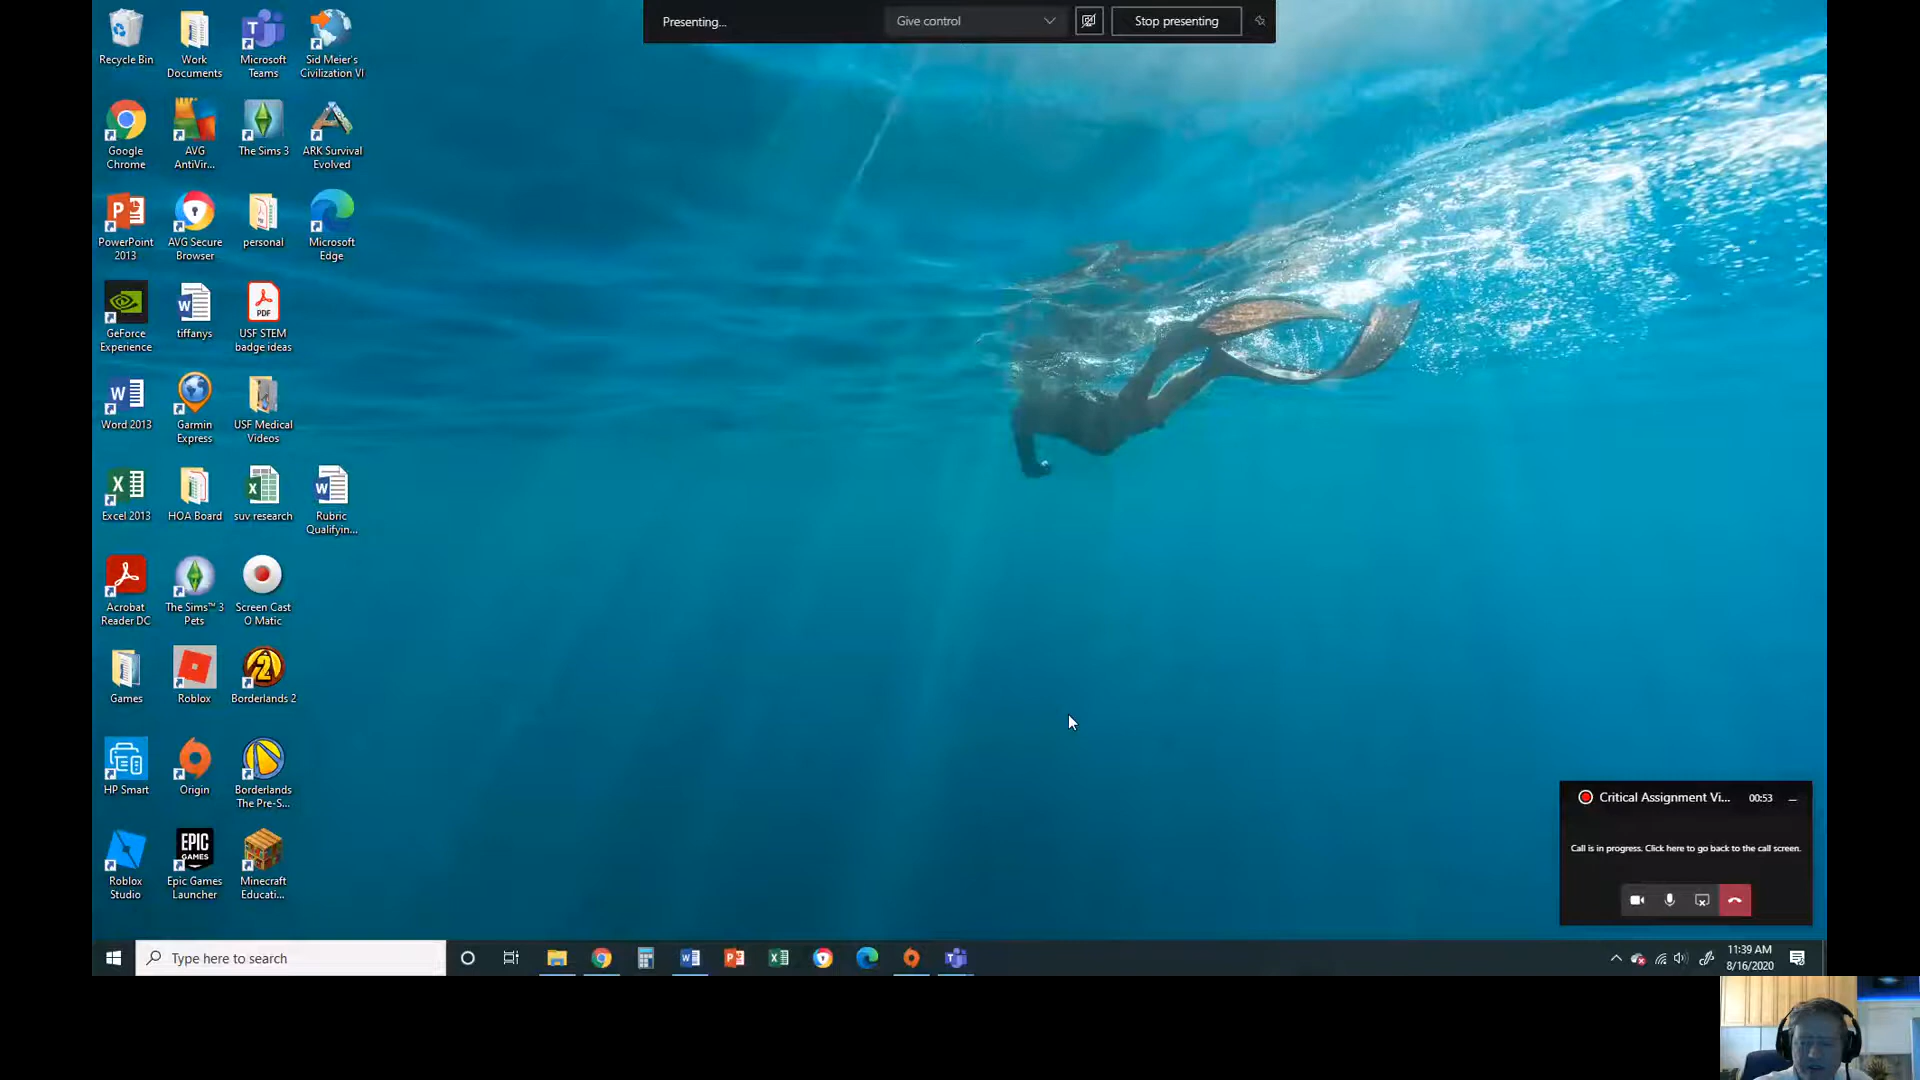 Presenting...
Give control
Stop presenting
Recycle Bin
Work
Documents
Microsoft
Teams
Sid Meier's
Civilization VI
Google
Chrome
AVG
AntiVir...
The Sims 3
ARK Survival
Evolved
PowerPoint
2013
AVG Secure
Browser
personal
Microsoft
Edge
GeForce
Experience
tiffanys
PDF
USF STEM
badge ideas
Word 2013
Garmin
Express
USF Medical
Videos
Excel 2013
HOA Board
suv research
Rubric
Qualifyin...
Acrobat
Reader DC
The Sims™ 3
Pets
Screen Cast
O Matic
Games
Roblox
2
Borderlands 2
HP Smart
Origin
Borderlands
The Pre-S...
Roblox
Studio
EPIC
GAMES
Epic Games
Launcher
Minecraft
Educati...
Critical Assignment Vi...
00:53
Call is in progress. Click here to go back to the call screen.
Type here to search
11:39 AM
8/16/2020